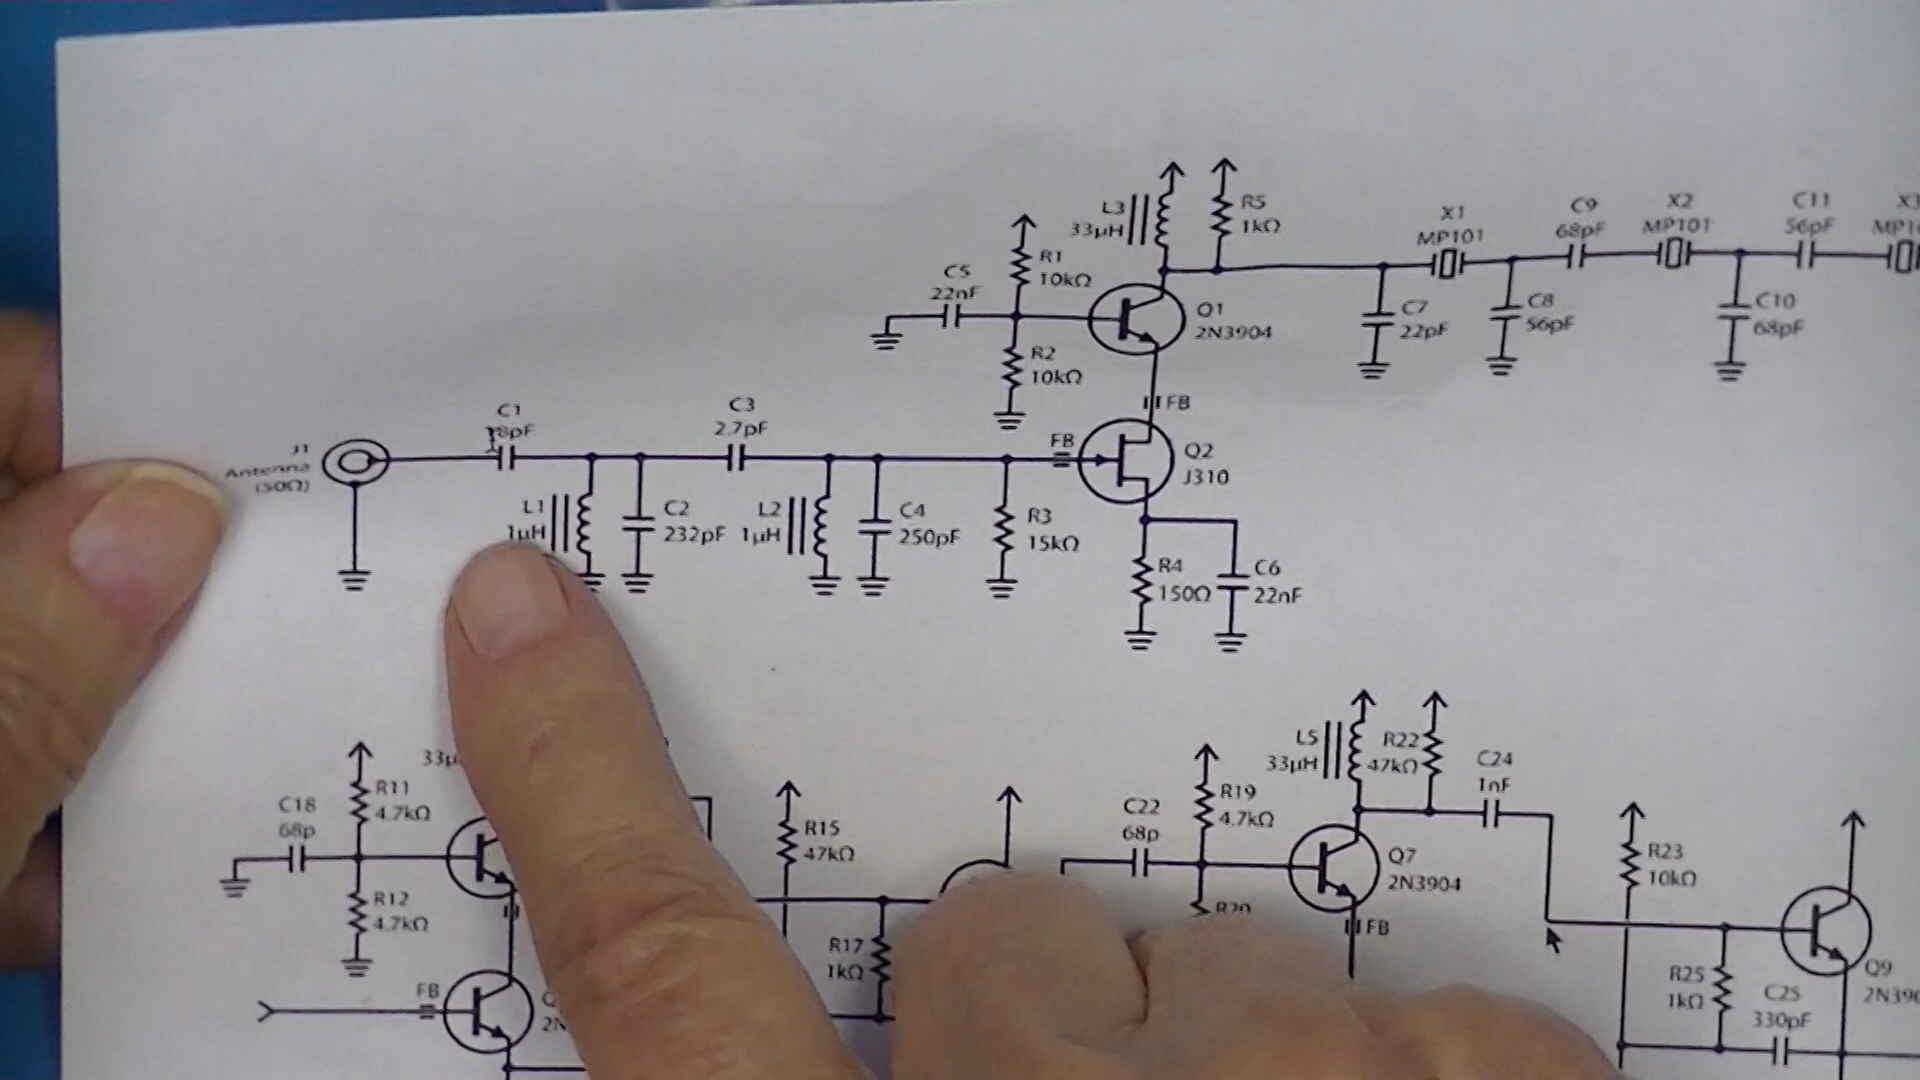 L3
33µH
R5
1kΩ
R1
10kΩ
C5
22nF
Q1
2N3904
R2
10kΩ
FB
X1
MP101
C9
68pF
X2
MP101
C11
56pF
C7
22pF
C8
56pF
C10
68pF
J1
Antenna
(50Ω)
C1
C3
2.7pF
FB
Q2
J310
L1
1µH
C2
232pF
L2
1µH
C4
250pF
R3
15kΩ
R4
150Ω
C6
22nF
C18
68p
R11
4.7kΩ
R12
4.7kΩ
FB
R15
47kΩ
R17
1kΩ
C22
68p
R19
4.7kΩ
L5
33µH
R22
47kΩ
C24
1nF
Q7
2N3904
FB
R23
10kΩ
R25
1kΩ
C25
330pF
Q9